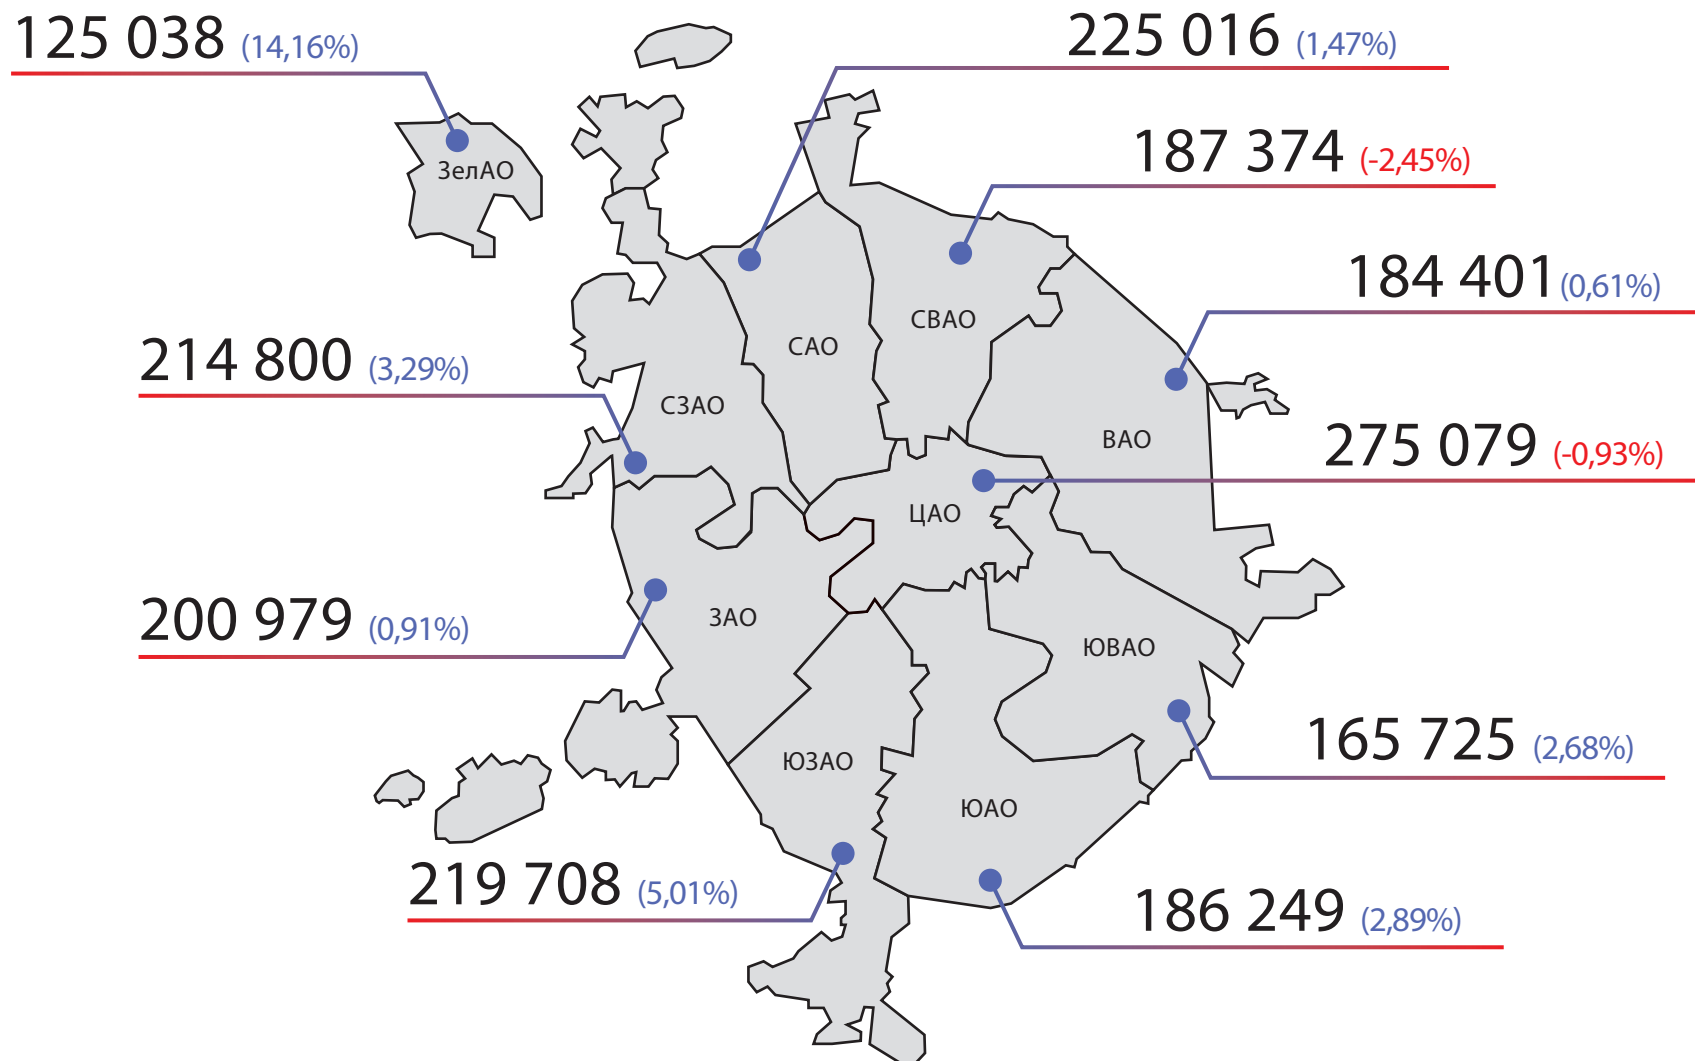 125 038 (14,16%)
225 016 (1,47%)
187 374 (-2,45%)
ЗелАО
184 401 (0,61%)
СВАО
САО
214 800 (3,29%)
СЗАО
ВАО
275 079 (-0,93%)
ЦАО
200 979 (0,91%)
ЗАО
ЮВАО
165 725 (2,68%)
ЮЗАО
ЮАО
219 708 (5,01%)
186 249 (2,89%)